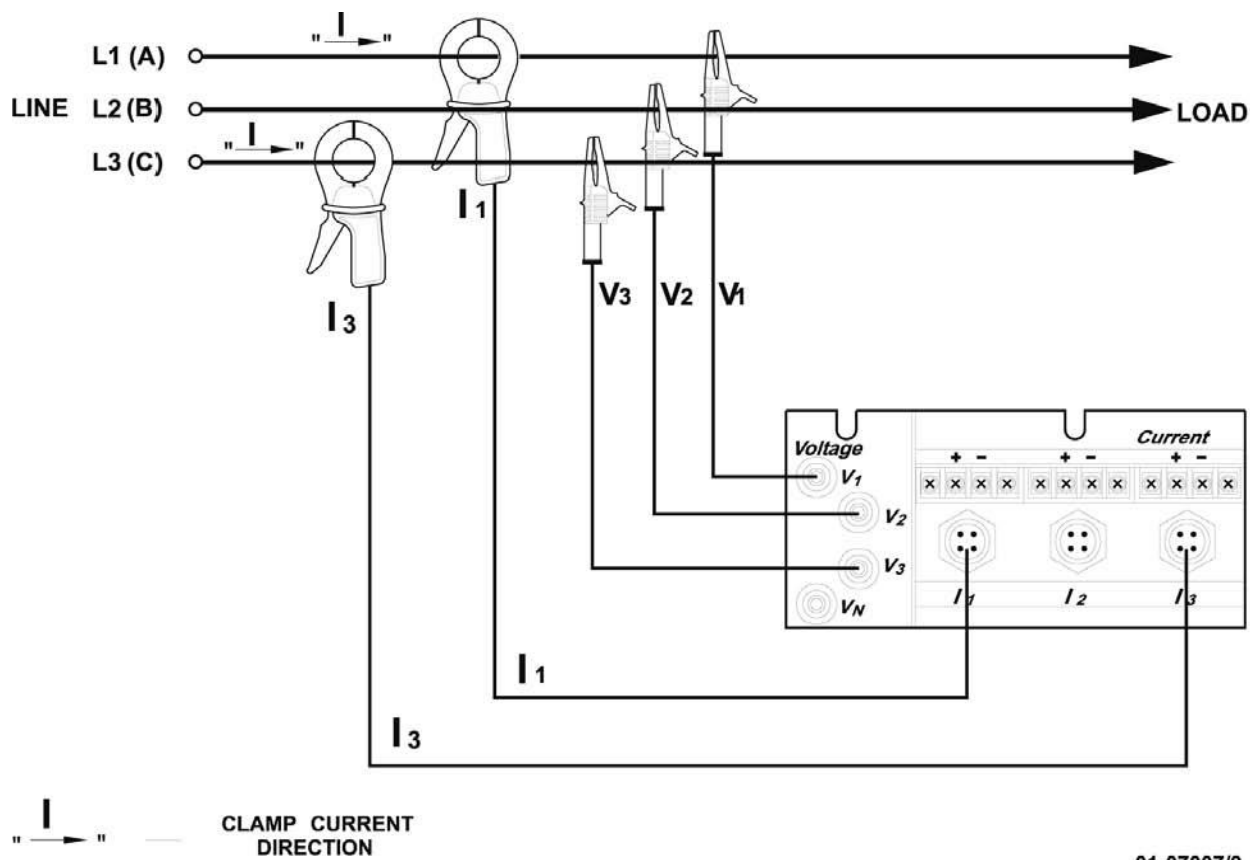 " I "
L1 (A)
LINE L2 (B) LOAD
" I "
L3 (C)
I1
I3
V3 V2 V1
Voltage Current
V1
+ - + - + -
V2
V3
VN
I1 I2 I3
I1
I3
" I "
CLAMP CURRENT
DIRECTION